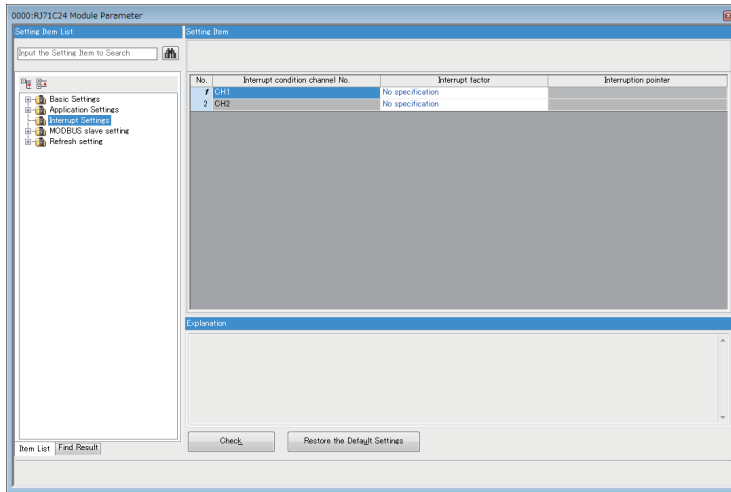 0000:RJ71C24 Module Parameter
Setting Item List
Setting Item
Input the Setting Item to Search
No. Interrupt condition channel No. Interrupt factor Interruption pointer
1 CH1 No specification
2 CH2 No specification
Basic Settings
Application Settings
Interrupt Settings
MODBUS slave setting
Refresh setting
Explanation
Item List Find Result
Check Restore the Default Settings